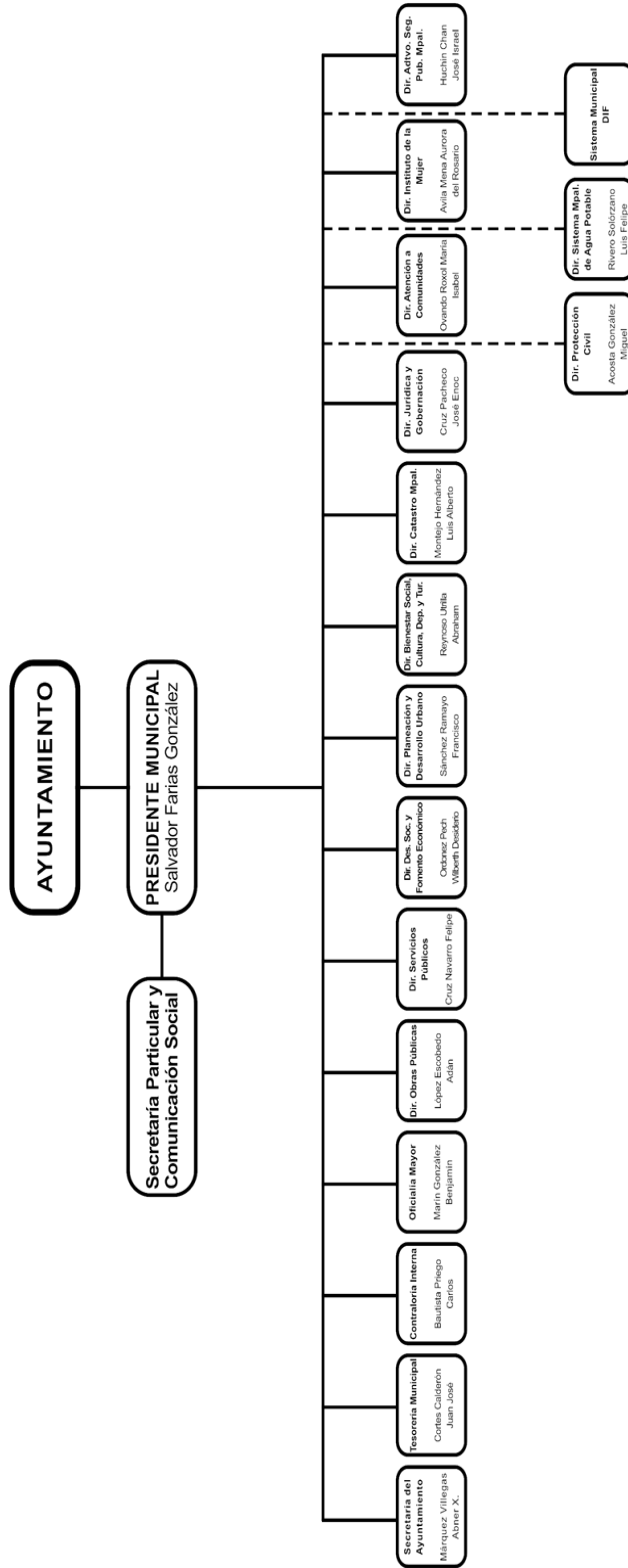 AYUNTAMIENTO
PRESIDENTE MUNICIPAL
Salvador Farias González
Secretaría Particular y
Comunicación Social
Secretaria del
Ayuntamiento
Márquez Villegas
Abner X.
Tesorería Municipal
Cortes Calderón
Juan José
Contraloría Interna
Bautista Priego
Carlos
Oficialia Mayor
Marín González
Benjamin
Dir. Obras Públicas
López Escobedo
Adán
Dir. Servicios
Públicos
Cruz Navarro Felipe
Dir. Des. Soc. y
Fomento Económico
Ordonez Pech
Wilberth Desiderio
Dir. Planeación y
Desarrollo Urbano
Sánchez Ramayo
Francisco
Dir. Bienestar Social,
Cultura, Dep. y Tur.
Reynoso Utrilla
Abraham
Dir. Catastro Mpal.
Montejo Hernández
Luis Alberto
Dir. Jurídica y
Gobernación
Cruz Pacheco
José Enoc
Dir. Atención a
Comunidades
Ovando Roxol María
Isabel
Dir. Instituto de la
Mujer
Avila Mena Aurora
del Rosario
Dir. Adtvo. Seg.
Pub. Mpal.
Huchin Chan
José Israel
Dir. Protección
Civil
Acosta González
Miguel
Dir. Sistema Mpal.
de Agua Potable
Rivero Solórzano
Luis Felipe
Sistema Municipal
DIF